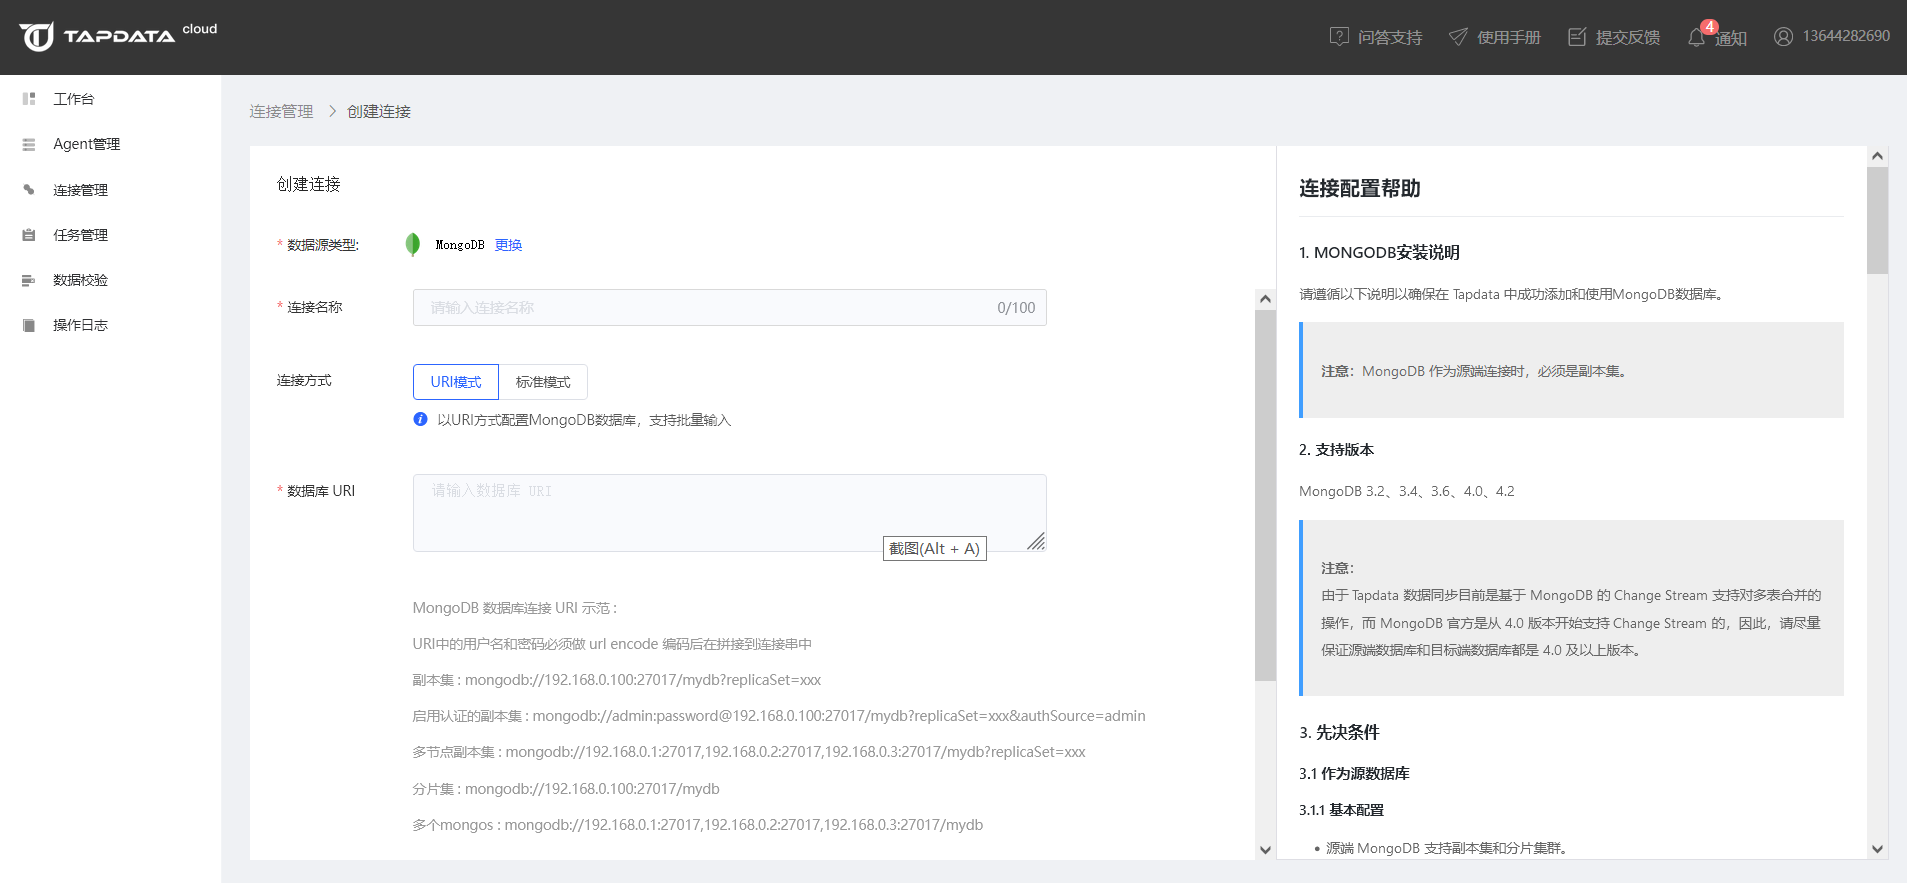 TAPDATA cloud
问答支持
使用手册
提交反馈
4
通知
13644282690
工作台
Agent管理
连接管理
任务管理
数据校验
操作日志
连接管理 > 创建连接
创建连接
* 数据源类型: MongoDB 更换
* 连接名称 请输入连接名称 0/100
连接方式 URI模式 标准模式
以URI方式配置MongoDB数据库，支持批量输入
* 数据库 URI 请输入数据库 URI
截图(Alt + A)
MongoDB 数据库连接 URI 示范 :
URI中的用户名和密码必须做 url encode 编码后在拼接到连接串中
副本集 : mongodb://192.168.0.100:27017/mydb?replicaSet=xxx
启用认证的副本集 : mongodb://admin:password@192.168.0.100:27017/mydb?replicaSet=xxx&authSource=admin
多节点副本集 : mongodb://192.168.0.1:27017,192.168.0.2:27017,192.168.0.3:27017/mydb?replicaSet=xxx
分片集 : mongodb://192.168.0.100:27017/mydb
多个mongos : mongodb://192.168.0.1:27017,192.168.0.2:27017,192.168.0.3:27017/mydb
连接配置帮助
1. MONGODB安装说明
请遵循以下说明以确保在 Tapdata 中成功添加和使用MongoDB数据库。
注意：MongoDB 作为源端连接时，必须是副本集。
2. 支持版本
MongoDB 3.2、3.4、3.6、4.0、4.2
注意：
由于 Tapdata 数据同步目前是基于 MongoDB 的 Change Stream 支持对多表合并的
操作，而 MongoDB 官方是从 4.0 版本开始支持 Change Stream 的，因此，请尽量
保证源端数据库和目标端数据库都是 4.0 及以上版本。
3. 先决条件
3.1 作为源数据库
3.1.1 基本配置
• 源端 MongoDB 支持副本集和分片集群。